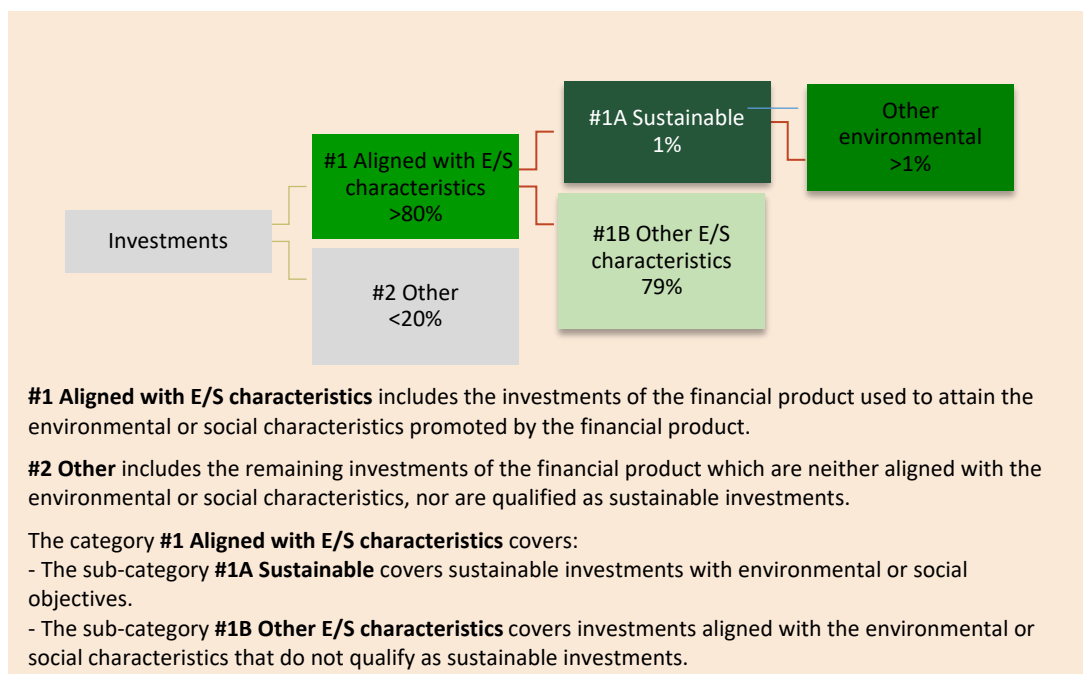 Investments
#1 Aligned with E/S
characteristics
>80%
#2 Other
<20%
#1A Sustainable
1%
#1B Other E/S
characteristics
79%
Other
environmental
>1%
#1 Aligned with E/S characteristics includes the investments of the financial product used to attain the
environmental or social characteristics promoted by the financial product.
#2 Other includes the remaining investments of the financial product which are neither aligned with the
environmental or social characteristics, nor are qualified as sustainable investments.
The category #1 Aligned with E/S characteristics covers:
- The sub-category #1A Sustainable covers sustainable investments with environmental or social
objectives.
- The sub-category #1B Other E/S characteristics covers investments aligned with the environmental or
social characteristics that do not qualify as sustainable investments.